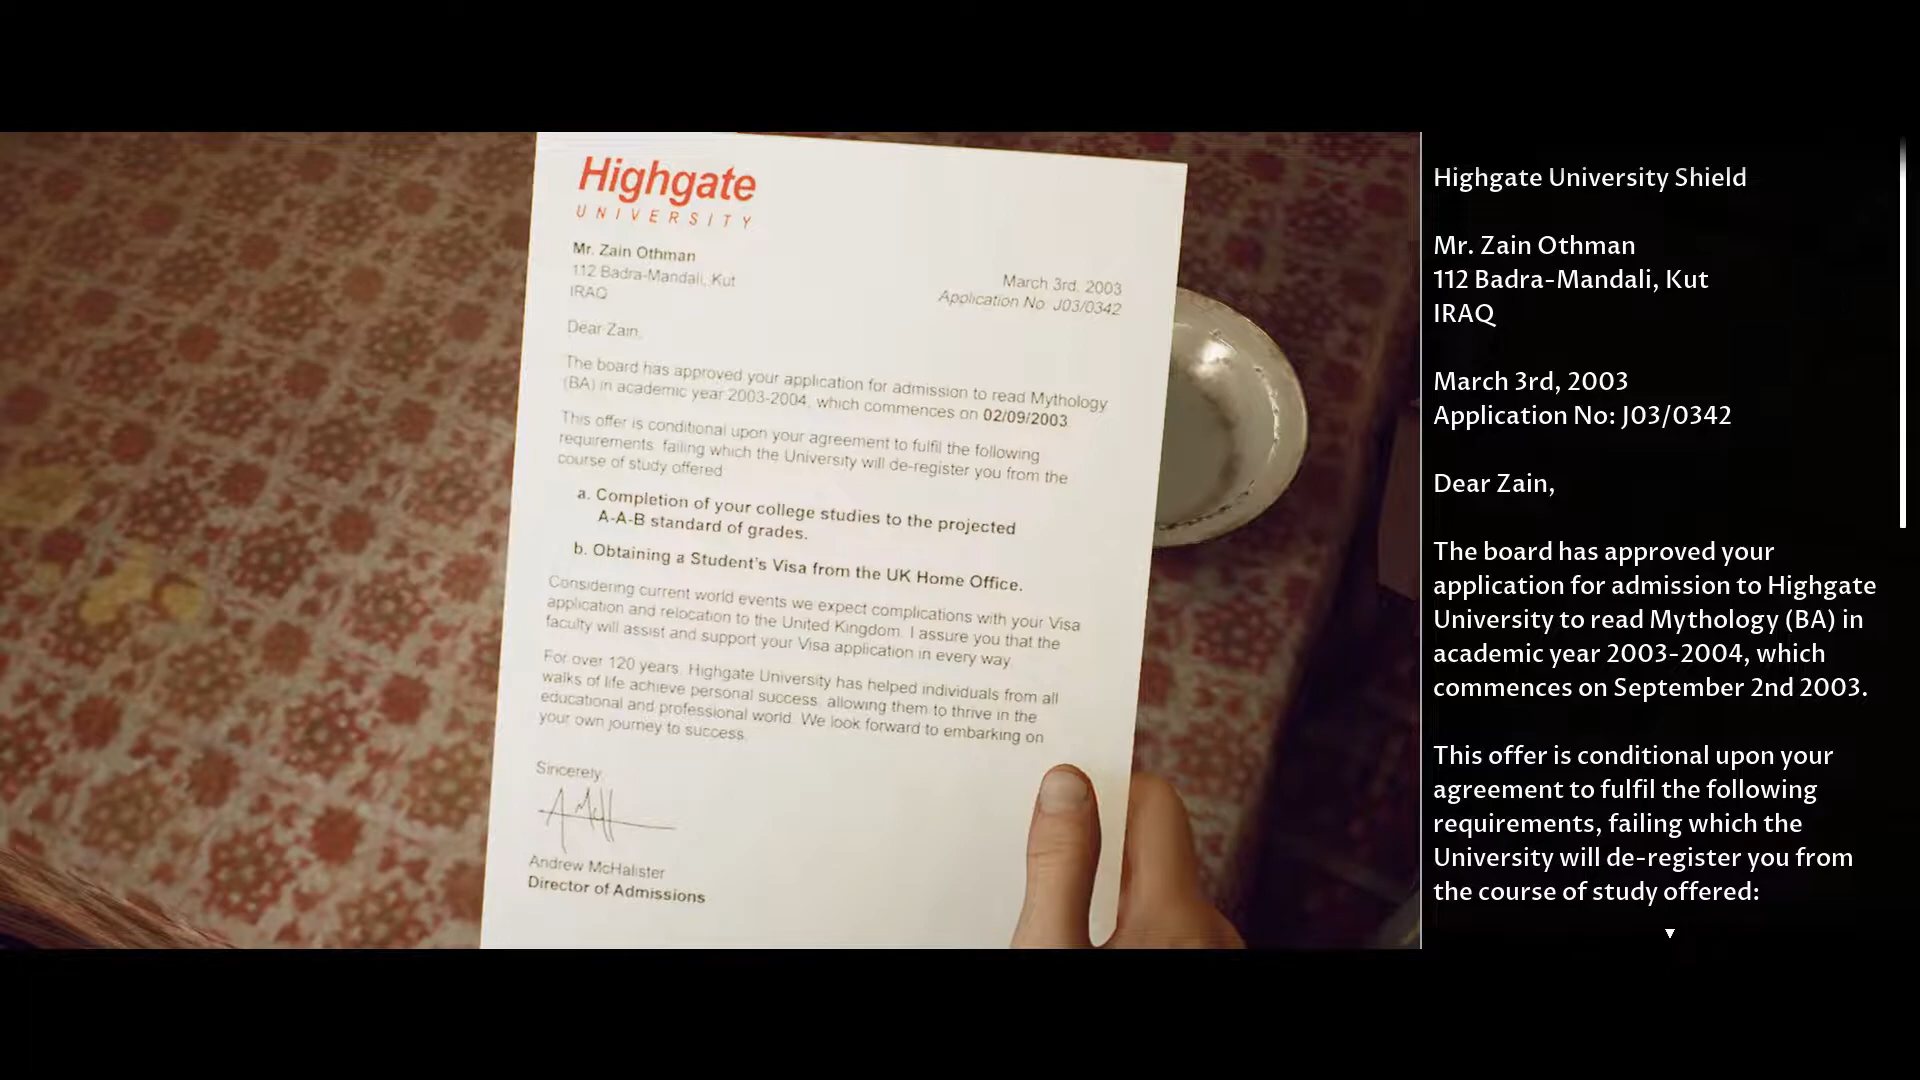 Highgate
UNIVERSITY
Mr. Zain Othman
112 Badra-Mandali, Kut
IRAQ
March 3rd, 2003
Application No: J03/0342
Dear Zain,
The board has approved your application for admission to read Mythology
(BA) in academic year 2003-2004, which commences on 02/09/2003.
This offer is conditional upon your agreement to fulfil the following
requirements, failing which the University will de-register you from the
course of study offered
a. Completion of your college studies to the projected
A-A-B standard of grades.
b. Obtaining a Student's Visa from the UK Home Office.
Considering current world events we expect complications with your Visa
application and relocation to the United Kingdom. I assure you that the
faculty will assist and support your Visa application in every way.
For over 120 years, Highgate University has helped individuals from all
walks of life achieve personal success, allowing them to thrive in the
educational and professional world. We look forward to embarking on
your own journey to success.
Sincerely,
Andrew McHalister
Director of Admissions
Highgate University Shield
Mr. Zain Othman
112 Badra-Mandali, Kut
IRAQ
March 3rd, 2003
Application No: J03/0342
Dear Zain,
The board has approved your
application for admission to Highgate
University to read Mythology (BA) in
academic year 2003-2004, which
commences on September 2nd 2003.
This offer is conditional upon your
agreement to fulfil the following
requirements, failing which the
University will de-register you from
the course of study offered: